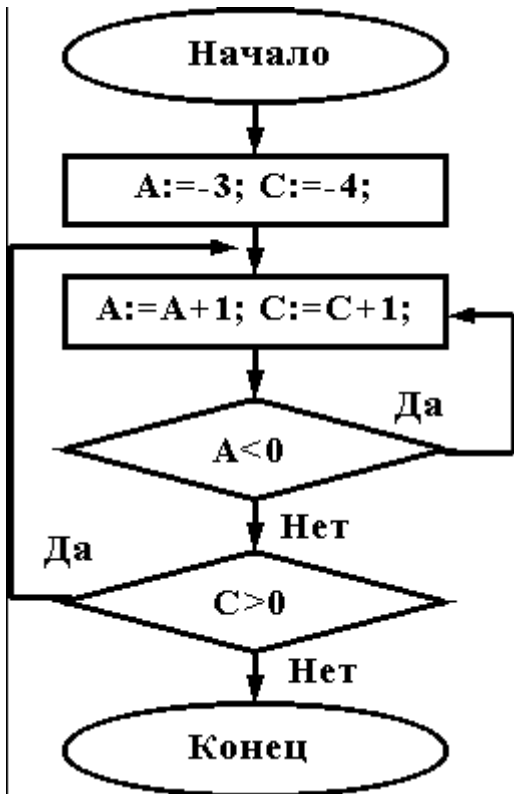 Начало
A:=-3; C:=-4;
A:=A+1; C:=C+1;
Да
A<0
Нет
Да
C>0
Нет
Конец